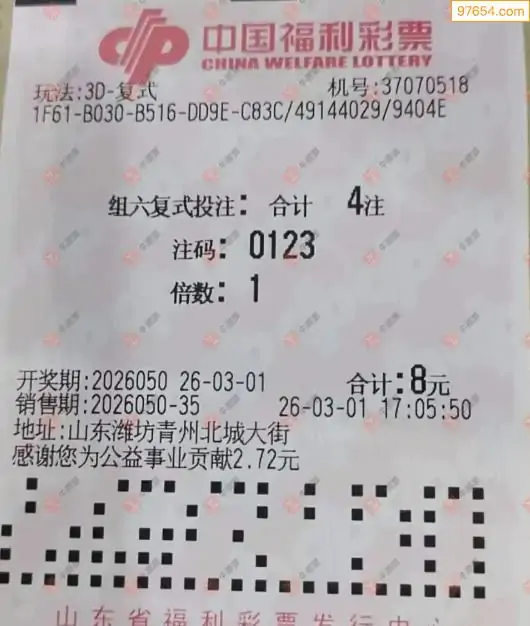 97654.com
中国福利彩票
CHINA WELFARE LOTTERY
玩法:3D-复式 机号:37070518
1F61-B030-B516-DD9E-C83C/49144029/9404E
组六复式投注: 合计 4注
注码: 0123
倍数: 1
开奖期:2026050 26-03-01 合计:8元
销售期:2026050-35 26-03-01 17:05:50
地址:山东潍坊青州北城大街
感谢您为公益事业贡献2.72元
山东省福利彩票发行中心